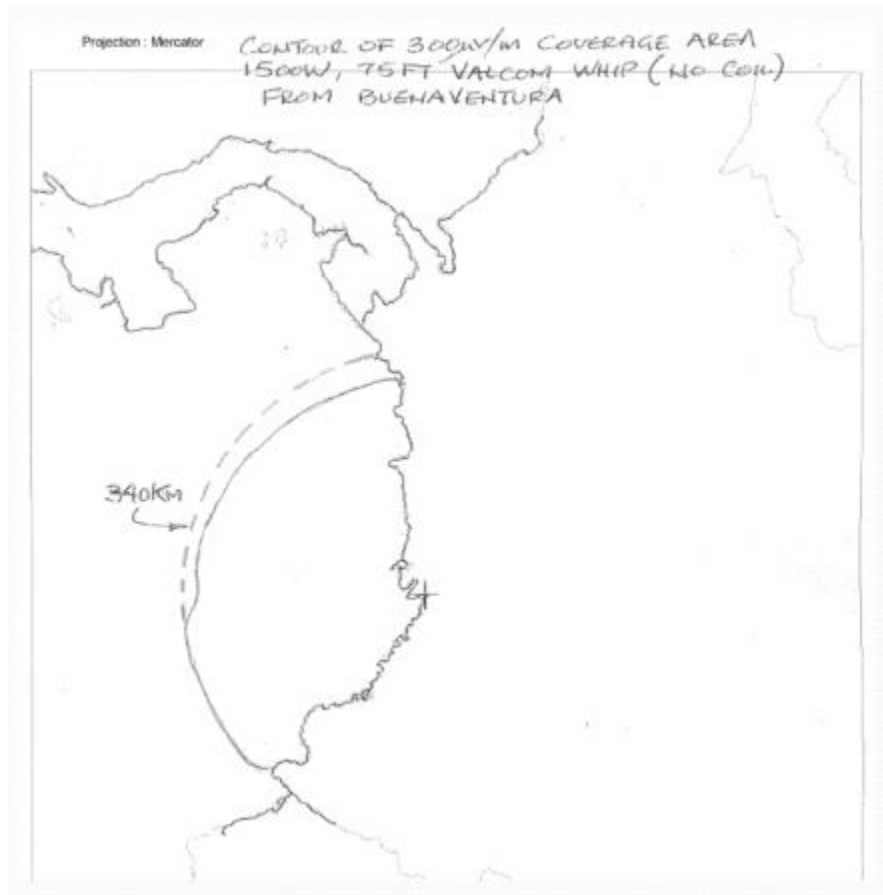 Projection : Mercator
CONTOUR OF 300µV/M COVERAGE AREA
1500W, 75FT VALCOM WHIP (NO COIL)
FROM BUENAVENTURA
340KM